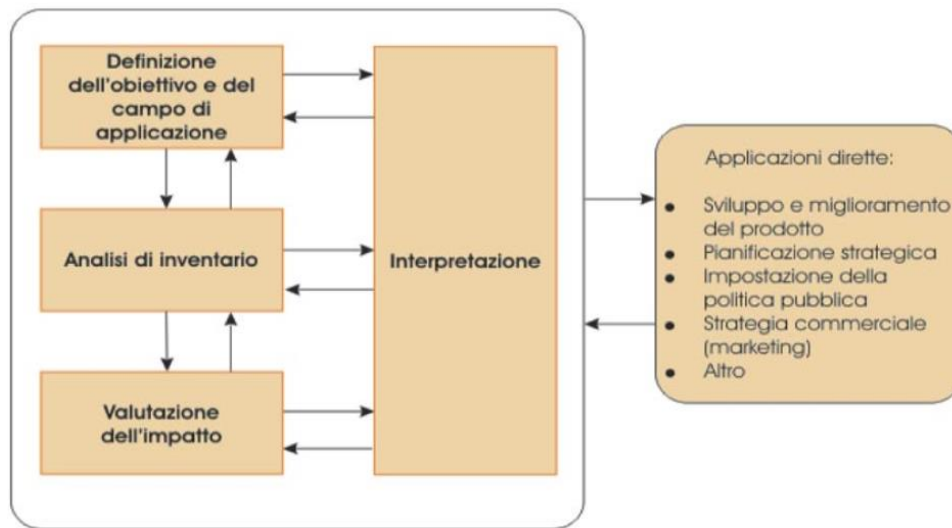 Definizione
dell'obiettivo e del
campo di
applicazione
Analisi di inventario
Valutazione
dell'impatto
Interpretazione
Applicazioni dirette:
● Sviluppo e miglioramento
del prodotto
● Pianificazione strategica
● Impostazione della
politica pubblica
● Strategia commerciale
(marketing)
● Altro